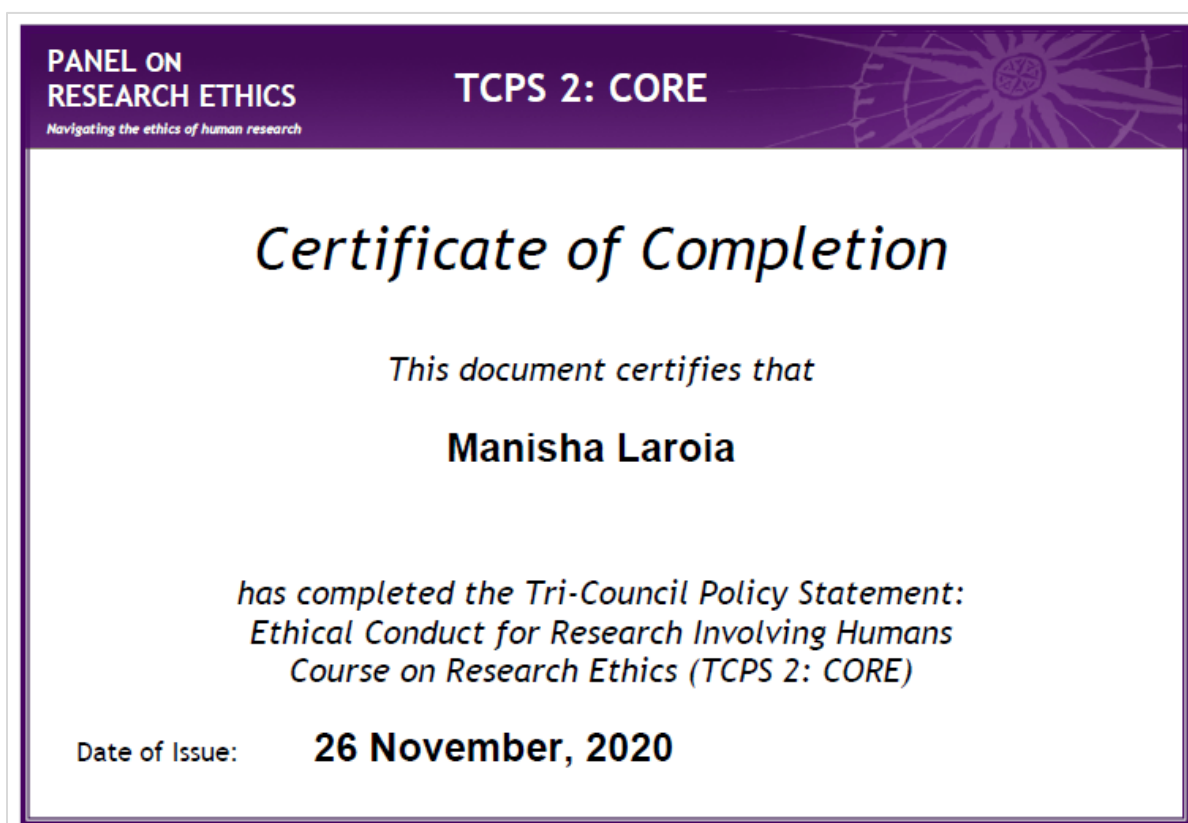 PANEL ON
RESEARCH ETHICS
Navigating the ethics of human research
TCPS 2: CORE
Certificate of Completion
This document certifies that
Manisha Laroia
has completed the Tri-Council Policy Statement:
Ethical Conduct for Research Involving Humans
Course on Research Ethics (TCPS 2: CORE)
Date of Issue: 26 November, 2020